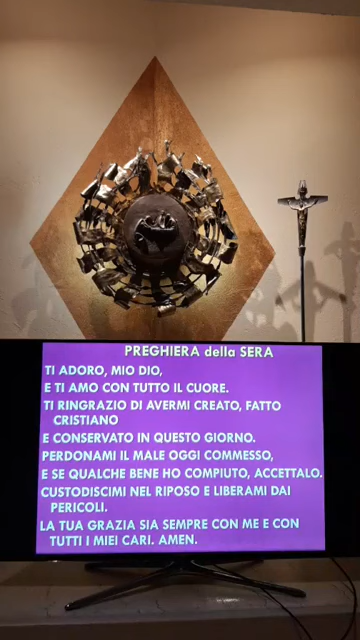 PREGHIERA della SERA
TI ADORO, MIO DIO,
E TI AMO CON TUTTO IL CUORE.
TI RINGRAZIO DI AVERMI CREATO, FATTO
CRISTIANO
E CONSERVATO IN QUESTO GIORNO.
PERDONAMI IL MALE OGGI COMMESSO,
E SE QUALCHE BENE HO COMPIUTO, ACCETTALO.
CUSTODISCIMI NEL RIPOSO E LIBERAMI DAI
PERICOLI.
LA TUA GRAZIA SIA SEMPRE CON ME E CON
TUTTI I MIEI CARI. AMEN.